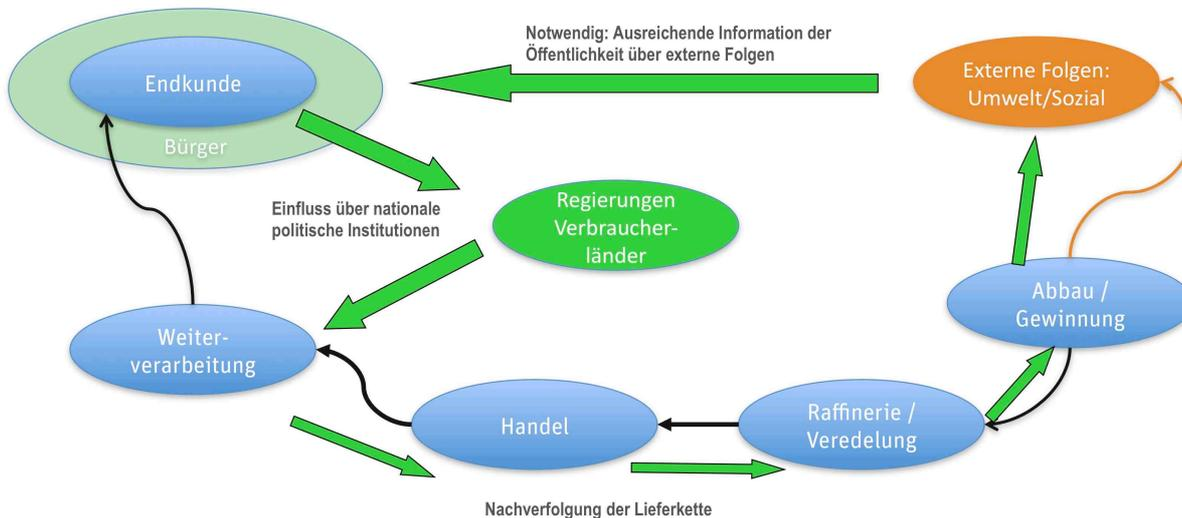 Notwendig: Ausreichende Information der
Öffentlichkeit über externe Folgen
Endkunde
Bürger
Externe Folgen:
Umwelt/Sozial
Einfluss über nationale
politische Institutionen
Regierungen
Verbraucher-
länder
Abbau /
Gewinnung
Weiter-
verarbeitung
Handel
Raffinerie /
Veredelung
Nachverfolgung der Lieferkette